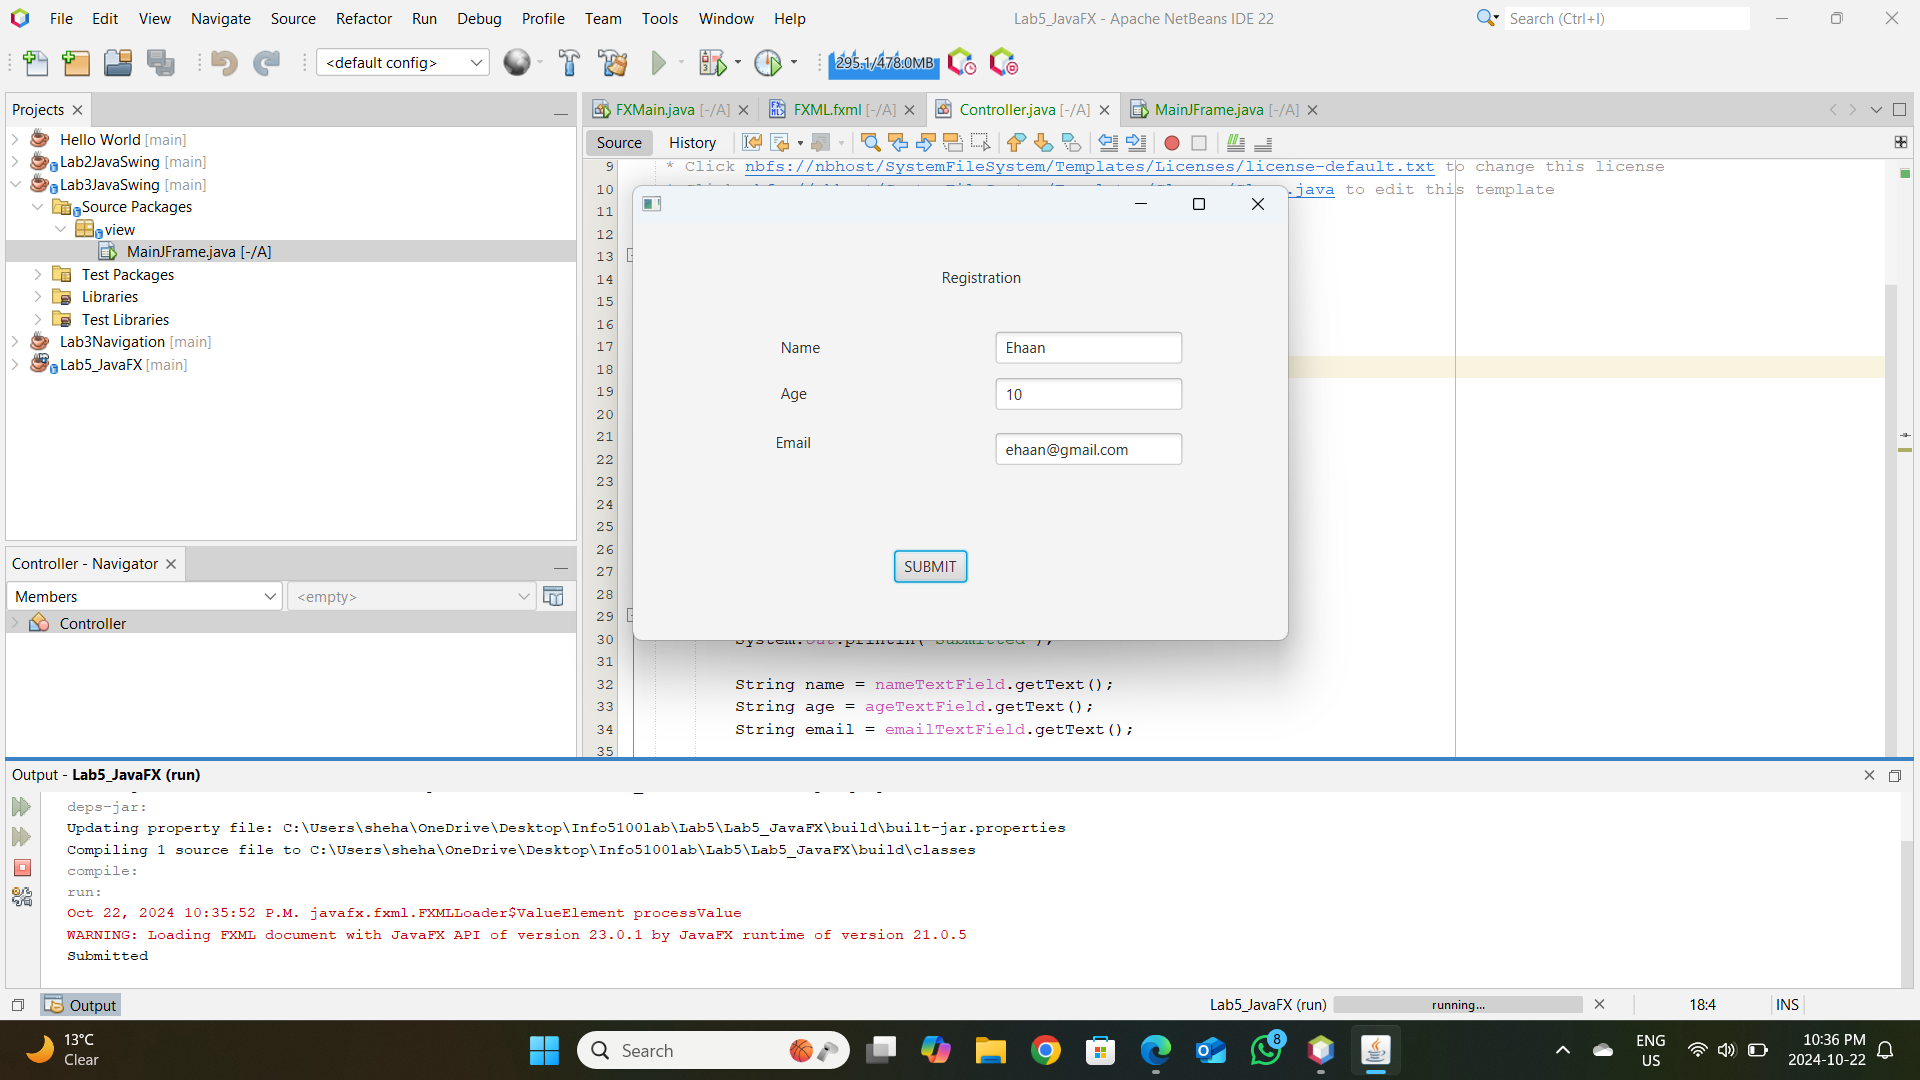 File Edit View Navigate Source Refactor Run Debug Profile Team Tools Window Help
Lab5_JavaFX - Apache NetBeans IDE 22
Search (Ctrl+I)
<default config>
295.1/478.0MB
Projects
Hello World [main]
Lab2JavaSwing [main]
Lab3JavaSwing [main]
Source Packages
view
MainJFrame.java [-/A]
Test Packages
Libraries
Test Libraries
Lab3Navigation [main]
Lab5_JavaFX [main]
Controller - Navigator
Members
<empty>
Controller
FXMain.java [-/A]
FXML.fxml [-/A]
Controller.java [-/A]
MainJFrame.java [-/A]
Source History
9 * Click nbfs://nbhost/SystemFileSystem/Templates/Licenses/license-default.txt to change this license
10 .java to edit this template
11
12
13
14
15
16
17
18
19
20
21
22
23
24
25
26
27
28
29
30 System.out.println("Submitted");
31
32 String name = nameTextField.getText();
33 String age = ageTextField.getText();
34 String email = emailTextField.getText();
35
Registration
Name Ehaan
Age 10
Email ehaan@gmail.com
SUBMIT
Output - Lab5_JavaFX (run)
deps-jar:
Updating property file: C:\Users\sheha\OneDrive\Desktop\Info5100lab\Lab5\Lab5_JavaFX\build\built-jar.properties
Compiling 1 source file to C:\Users\sheha\OneDrive\Desktop\Info5100lab\Lab5\Lab5_JavaFX\build\classes
compile:
run:
Oct 22, 2024 10:35:52 P.M. javafx.fxml.FXMLLoader$ValueElement processValue
WARNING: Loading FXML document with JavaFX API of version 23.0.1 by JavaFX runtime of version 21.0.5
Submitted
Output
Lab5_JavaFX (run)
running...
18:4
INS
13°C
Clear
Search
8
ENG
US
10:36 PM
2024-10-22